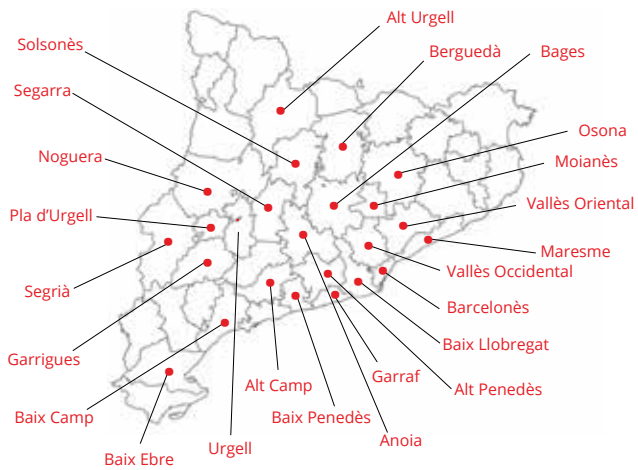 Alt Urgell
Solsonès
Berguedà
Bages
Segarra
Osona
Noguera
Moianès
Vallès Oriental
Pla d'Urgell
Maresme
Vallès Occidental
Segrià
Barcelonès
Baix Llobregat
Garrigues
Garraf
Alt Camp
Alt Penedès
Baix Camp
Baix Penedès
Anoia
Urgell
Baix Ebre